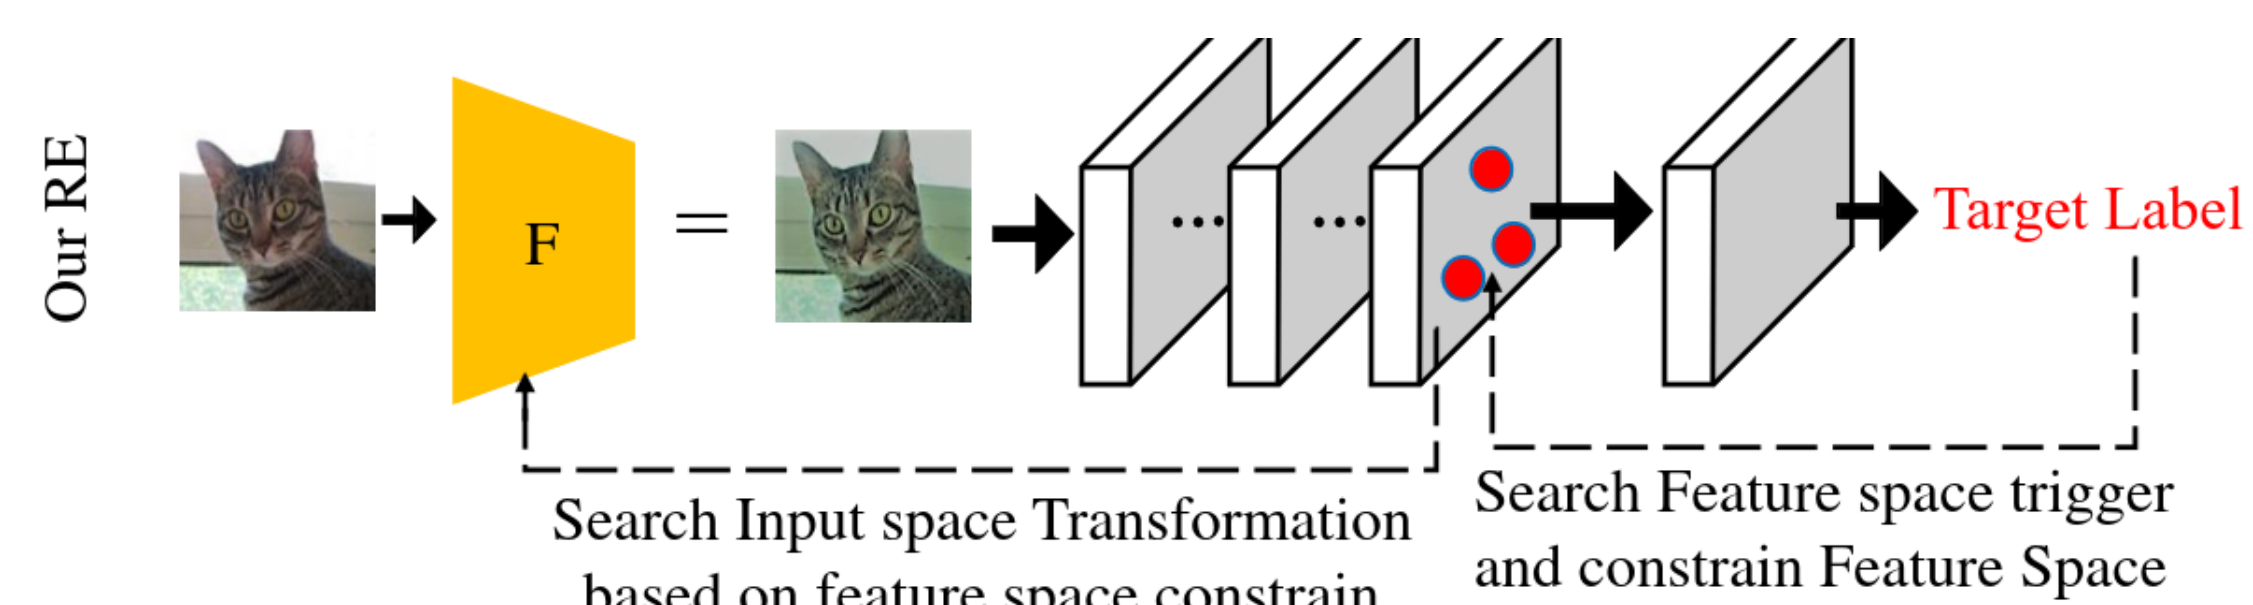 Our RE
F
=
Target Label
Search Input space Transformation
based on feature space constrain
Search Feature space trigger
and constrain Feature Space